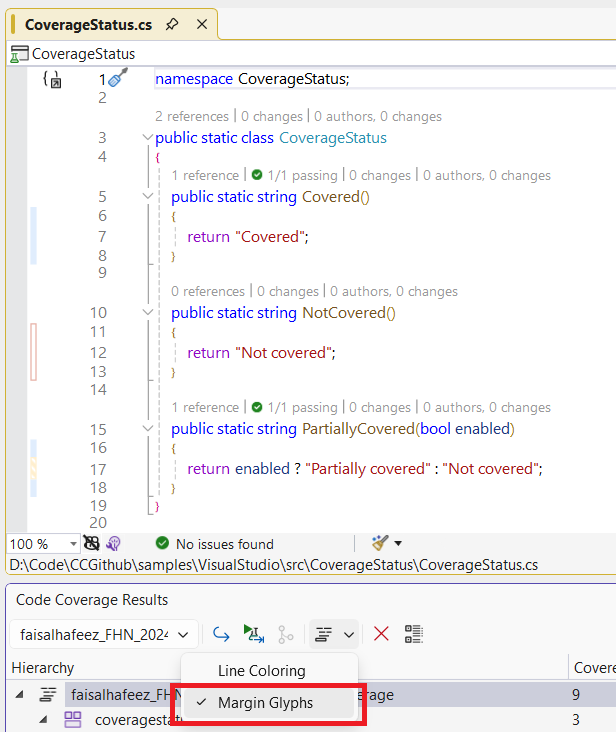 CoverageStatus.cs
CoverageStatus
1 namespace CoverageStatus;
2
2 references | 0 changes | 0 authors, 0 changes
3 public static class CoverageStatus
4 {
1 reference | 1/1 passing | 0 changes | 0 authors, 0 changes
5 public static string Covered()
6 {
7 return "Covered";
8 }
9
0 references | 0 changes | 0 authors, 0 changes
10 public static string NotCovered()
11 {
12 return "Not covered";
13 }
14
1 reference | 1/1 passing | 0 changes | 0 authors, 0 changes
15 public static string PartiallyCovered(bool enabled)
16 {
17 return enabled ? "Partially covered" : "Not covered";
18 }
19 }
20
100 % No issues found
D:\Code\CCGithub\samples\VisualStudio\src\CoverageStatus\CoverageStatus.cs
Code Coverage Results
faisalhafeez_FHN_2024
Line Coloring
Hierarchy Covere
Margin Glyphs
faisalhafeez_FHN erage 9
coveragestat 3